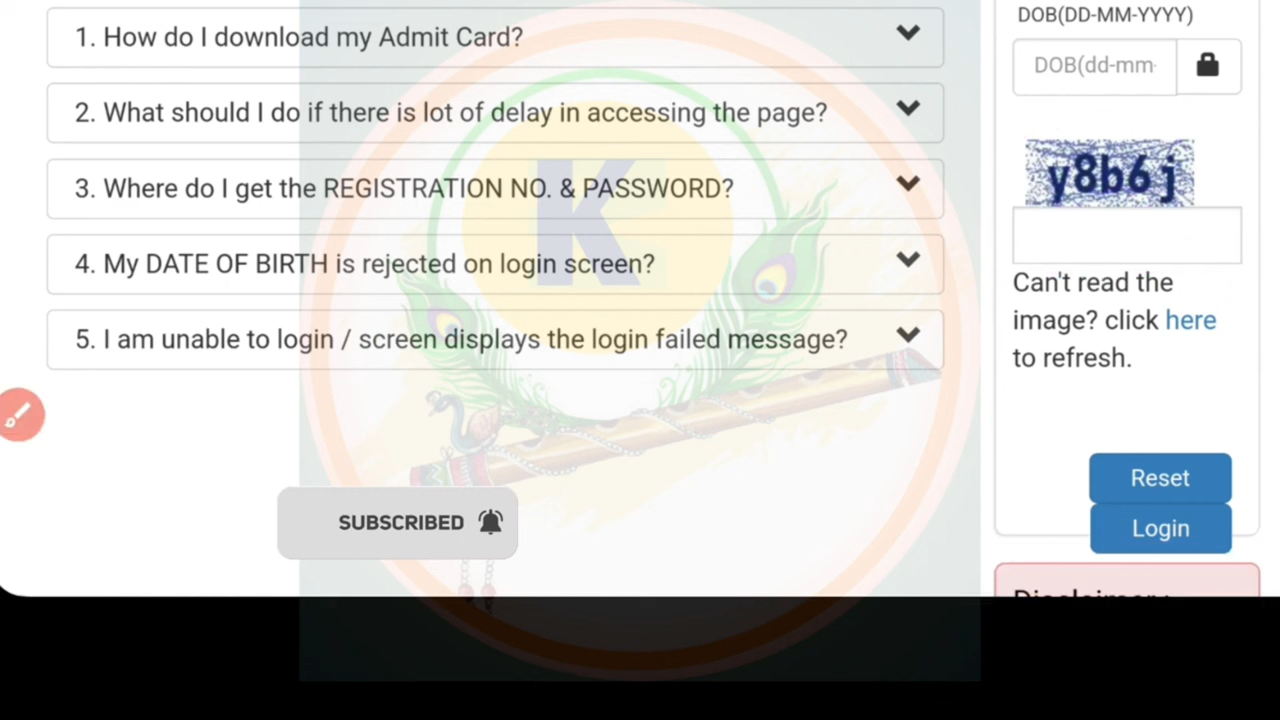 1. How do I download my Admit Card?
2. What should I do if there is lot of delay in accessing the page?
3. Where do I get the REGISTRATION NO. & PASSWORD?
4. My DATE OF BIRTH is rejected on login screen?
5. I am unable to login / screen displays the login failed message?
K
SUBSCRIBED
DOB(DD-MM-YYYY)
DOB(dd-mm-
y8b6j
Can't read the
image? click here
to refresh.
Reset
Login
Disclaimer: